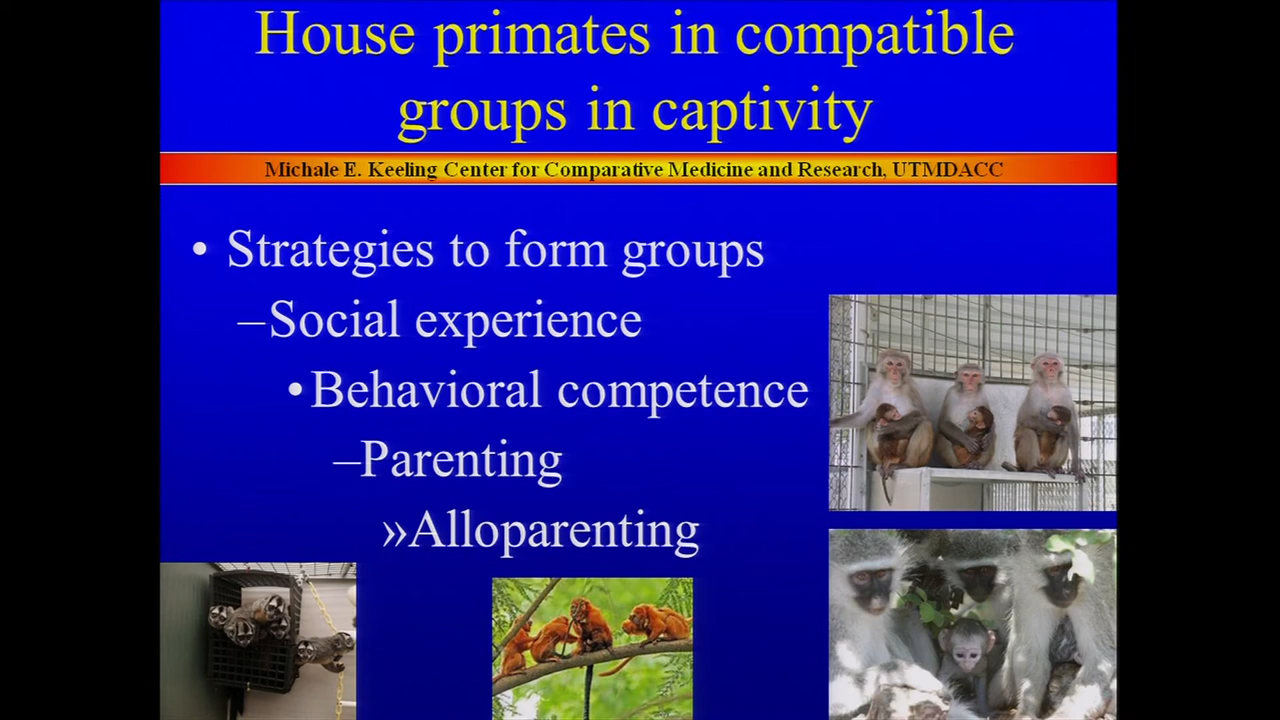 House primates in compatible
groups in captivity
Michale E. Keeling Center for Comparative Medicine and Research, UTMDACC
• Strategies to form groups
–Social experience
•Behavioral competence
–Parenting
»Alloparenting